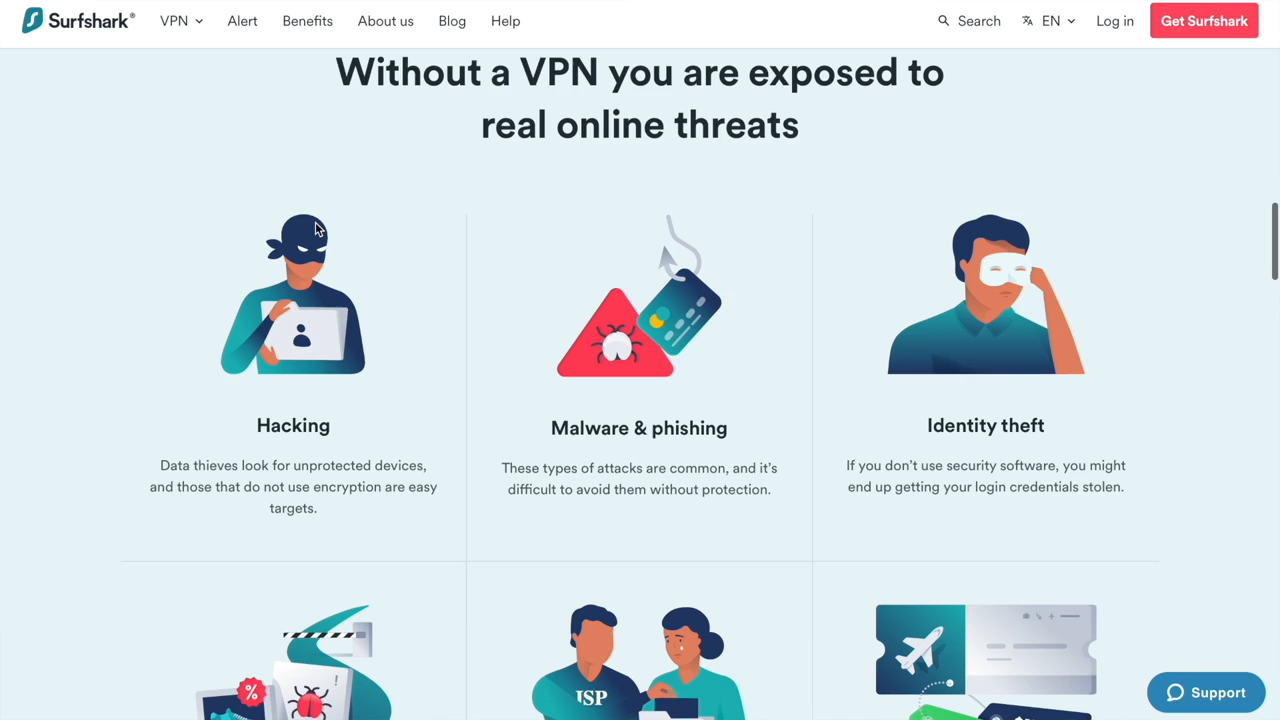 Surfshark® VPN Alert Benefits About us Blog Help Search EN Log in Get Surfshark
Without a VPN you are exposed to
real online threats
Hacking
Data thieves look for unprotected devices,
and those that do not use encryption are easy
targets.
Malware & phishing
These types of attacks are common, and it’s
difficult to avoid them without protection.
Identity theft
If you don’t use security software, you might
end up getting your login credentials stolen.
%
!
ISP
Support